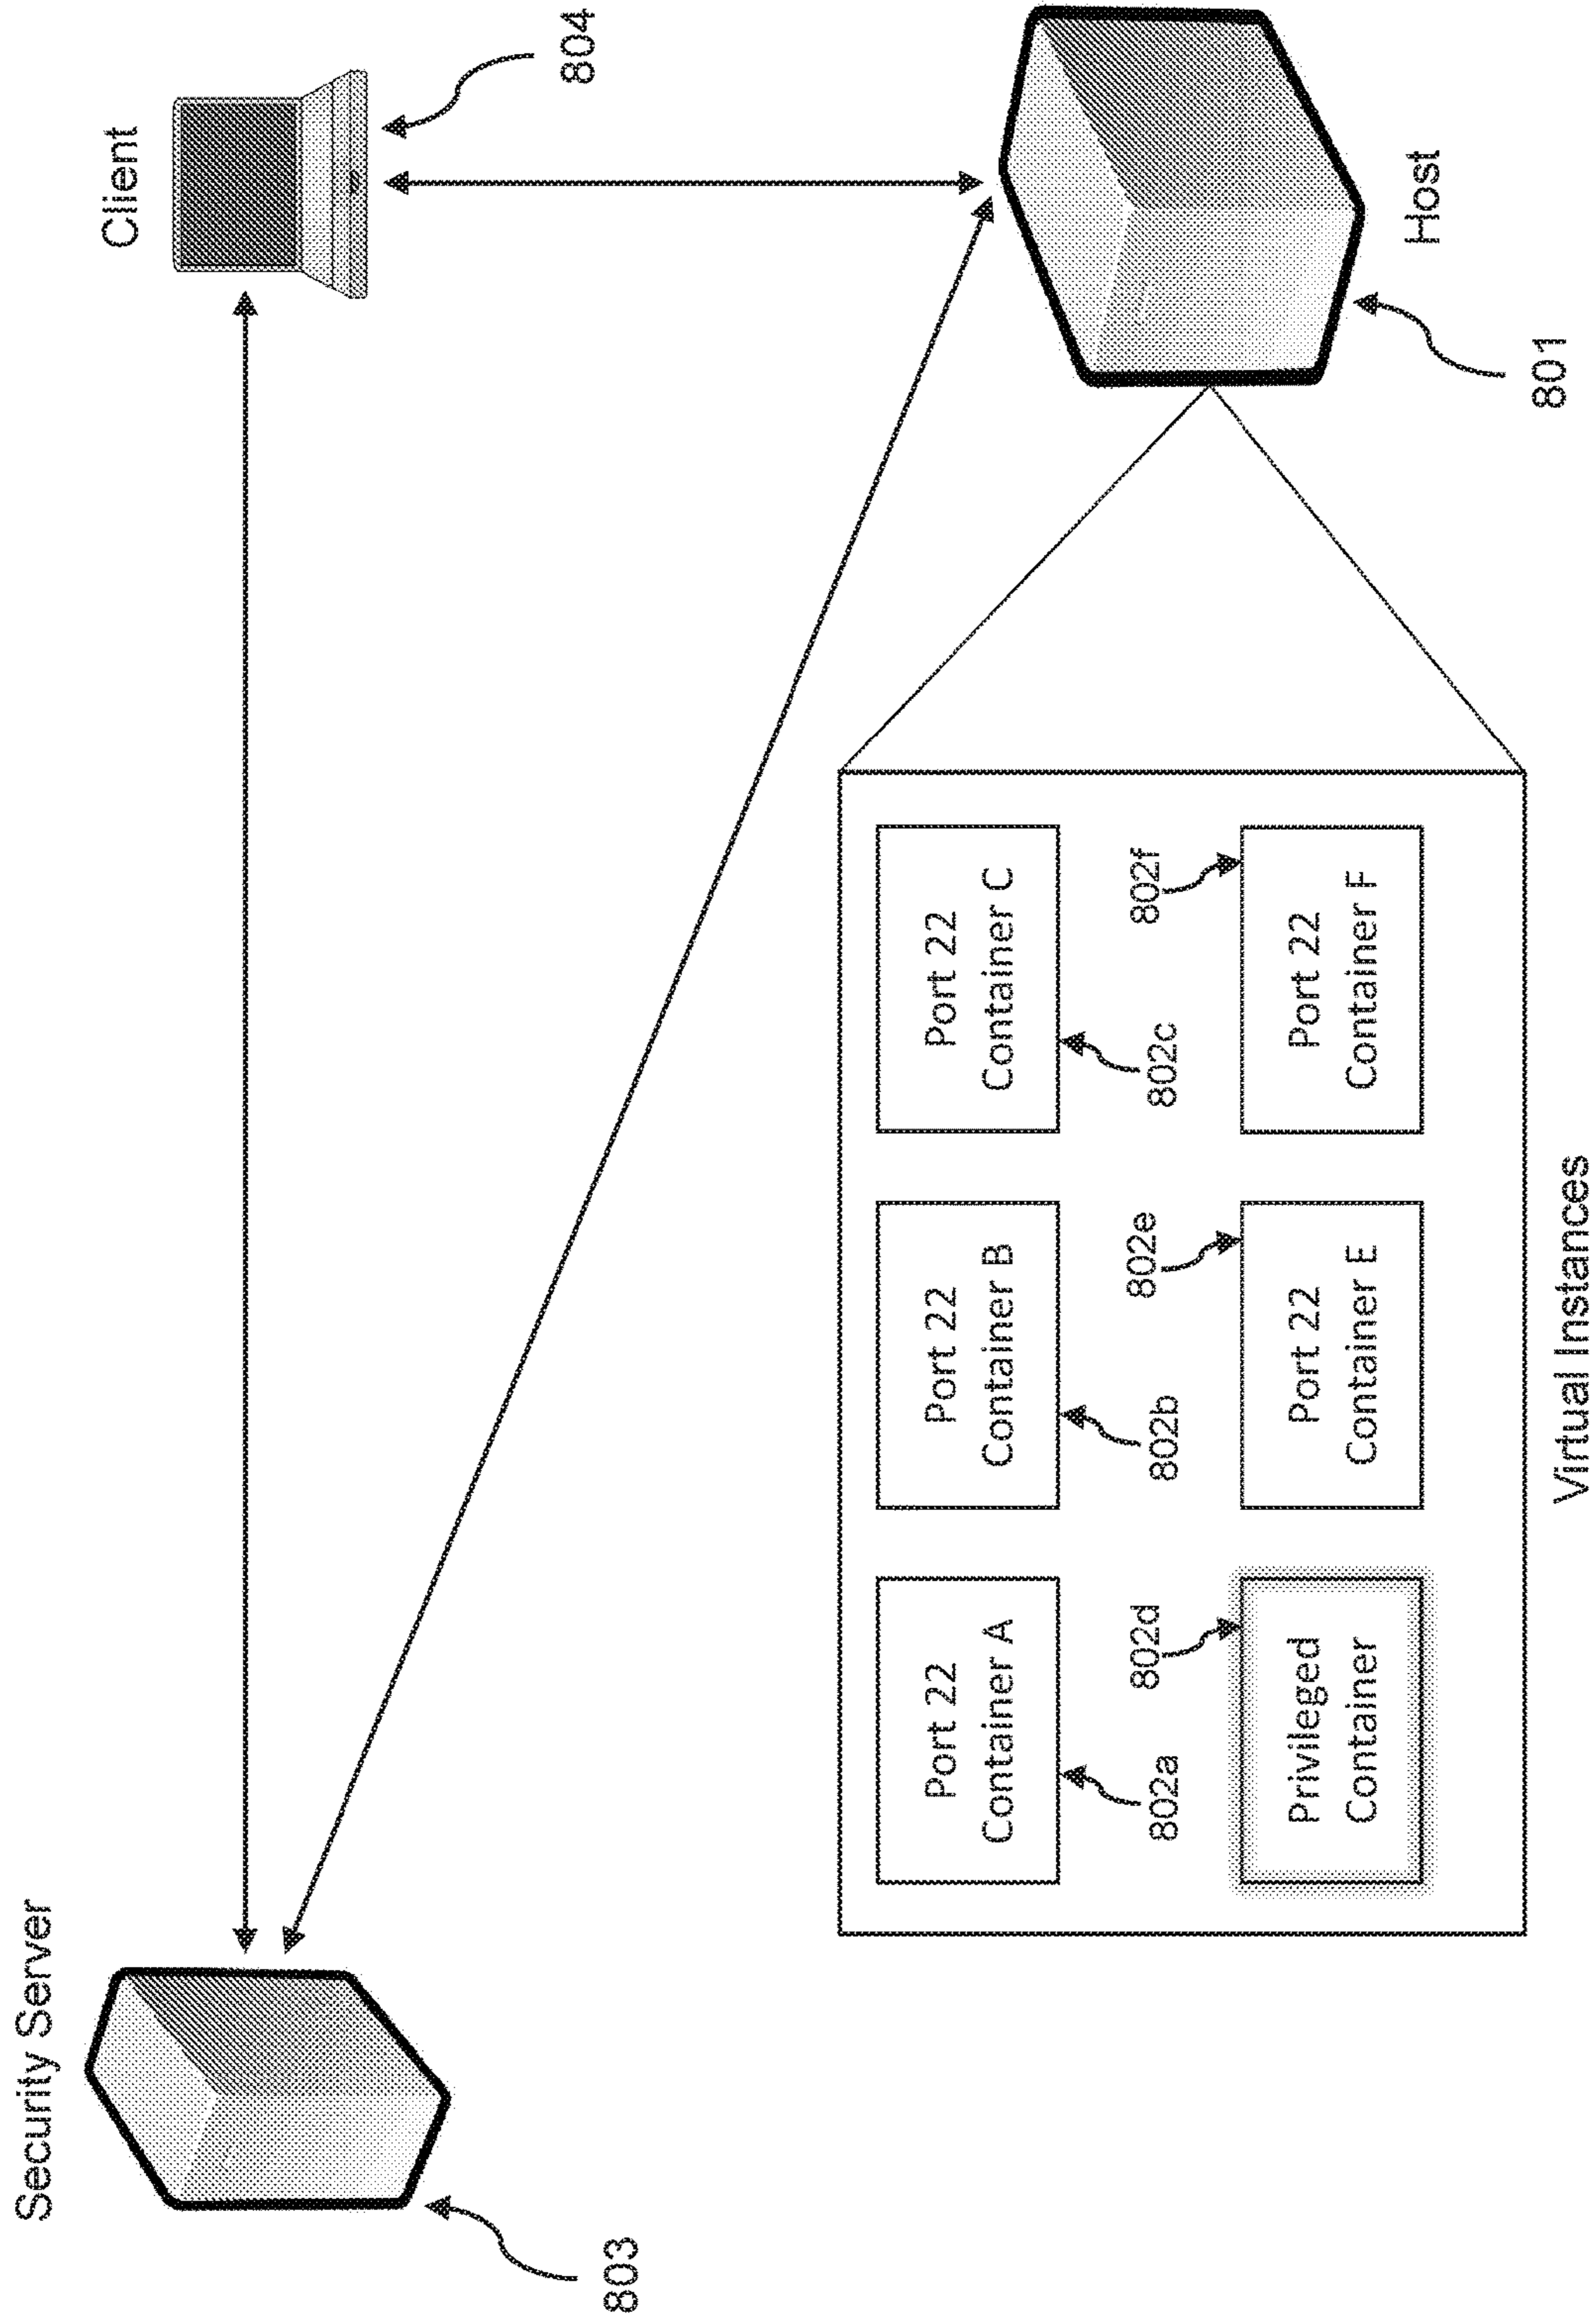 Security Server
Client
803
804
Port 22
Container A
Port 22
Container B
Port 22
Container C
802a
802b
802c
802d
802e
802f
Privileged
Container
Port 22
Container E
Port 22
Container F
Host
801
Virtual Instances